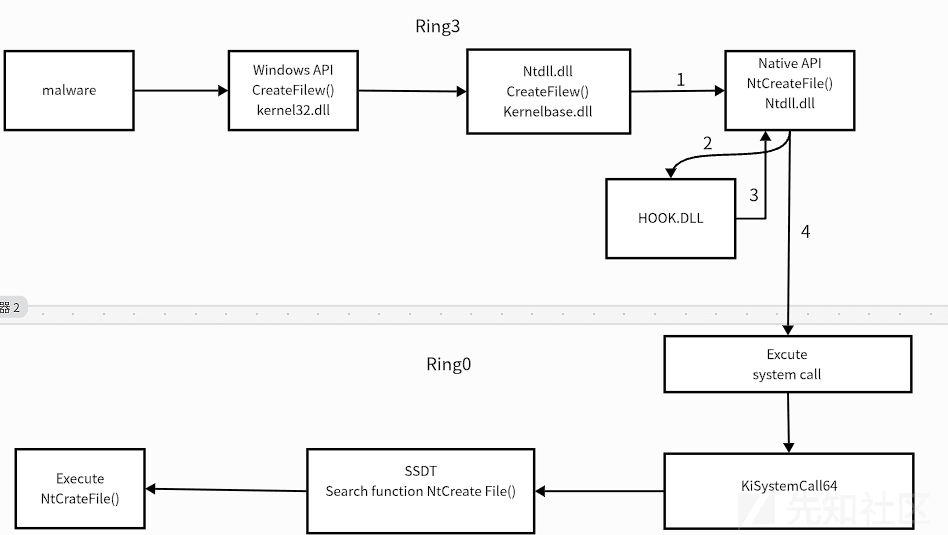 Ring3
malware
Windows API
CreateFilew()
kernel32.dll
Ntdll.dll
CreateFilew()
Kernelbase.dll
1
Native API
NtCreateFile()
Ntdll.dll
2
3
HOOK.DLL
4
器 2
Ring0
Excute
system call
KiSystemCall64
SSDT
Search function NtCreate File()
Execute
NtCrateFile()
先知社区